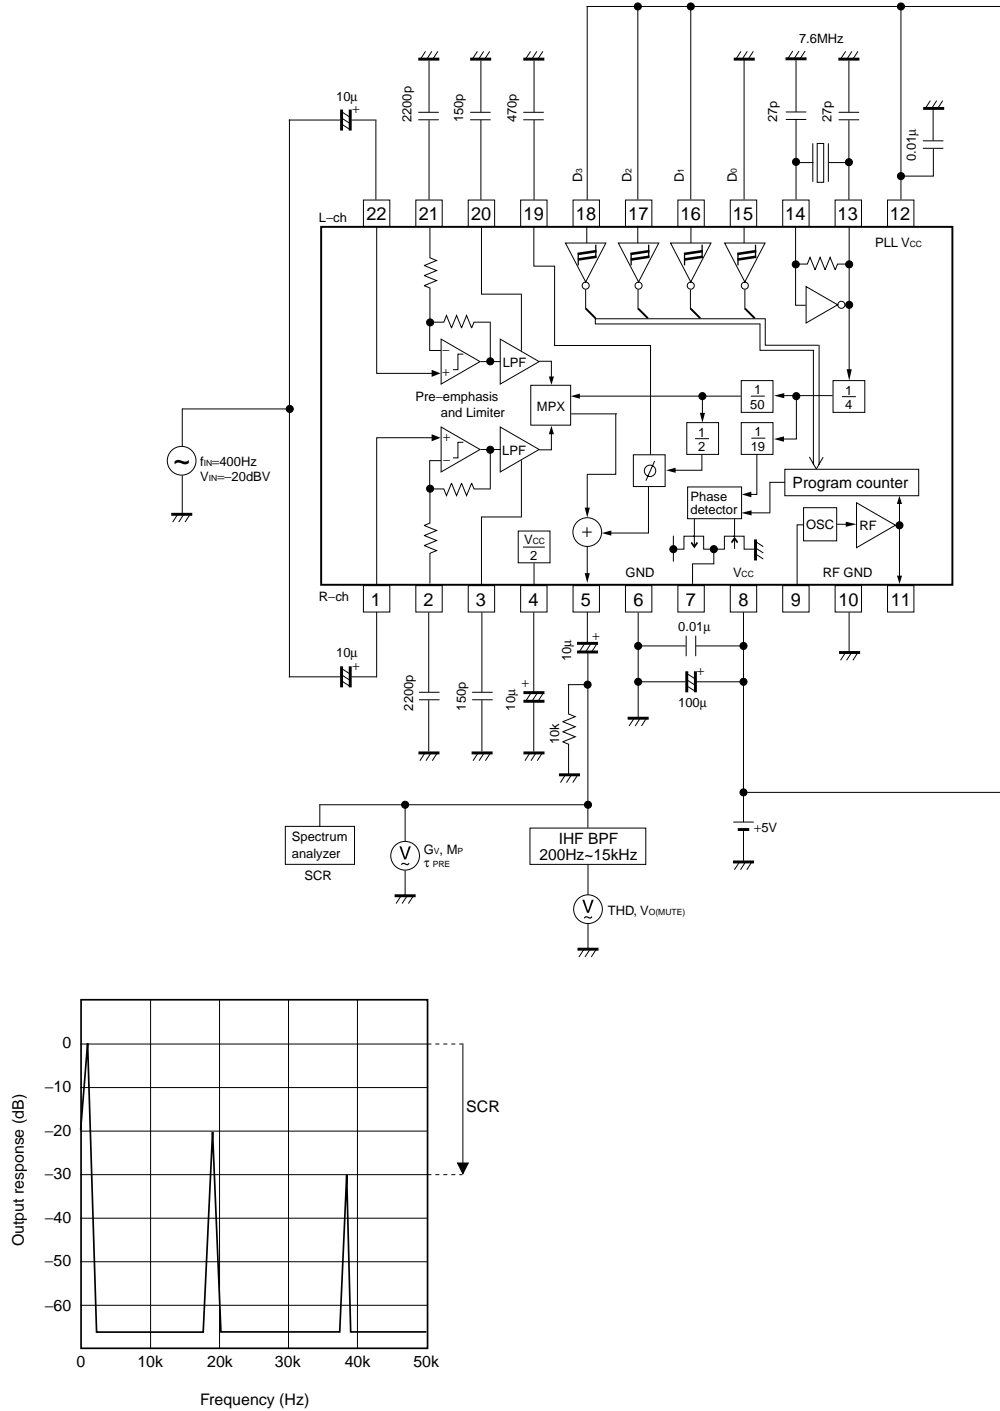 7.6MHz
10μ
+
2200p
150p
470p
27p
27p
0.01μ
D3
D2
D1
D0
L−ch
22
21
20
19
18
17
16
15
14
13
12
PLL VCC
−
+
LPF
Pre−emphasis
and Limiter
MPX
1
50
1
4
1
2
1
19
+
−
LPF
φ
Program counter
Phase
detector
OSC
RF
+
VCC
2
GND
VCC
RF GND
fIN=400Hz
VIN=−20dBV
R−ch
1
2
3
4
5
6
7
8
9
10
11
10μ
+
2200p
150p
10μ
+
10μ
+
10k
0.01μ
+
100μ
+5V
Spectrum
analyzer
SCR
V
GV, MP
τ PRE
IHF BPF
200Hz~15kHz
V
THD, VO(MUTE)
Output response (dB)
0
−10
−20
−30
−40
−50
−60
SCR
0
10k
20k
30k
40k
50k
Frequency (Hz)